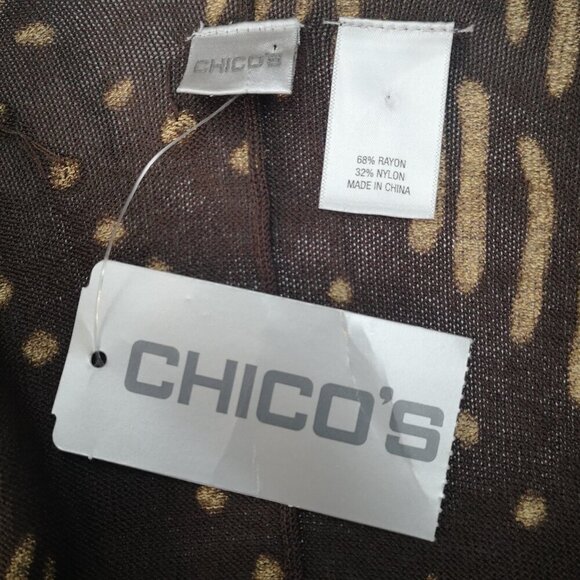 CHICO'S
68% RAYON
32% NYLON
MADE IN CHINA
CHICO'S